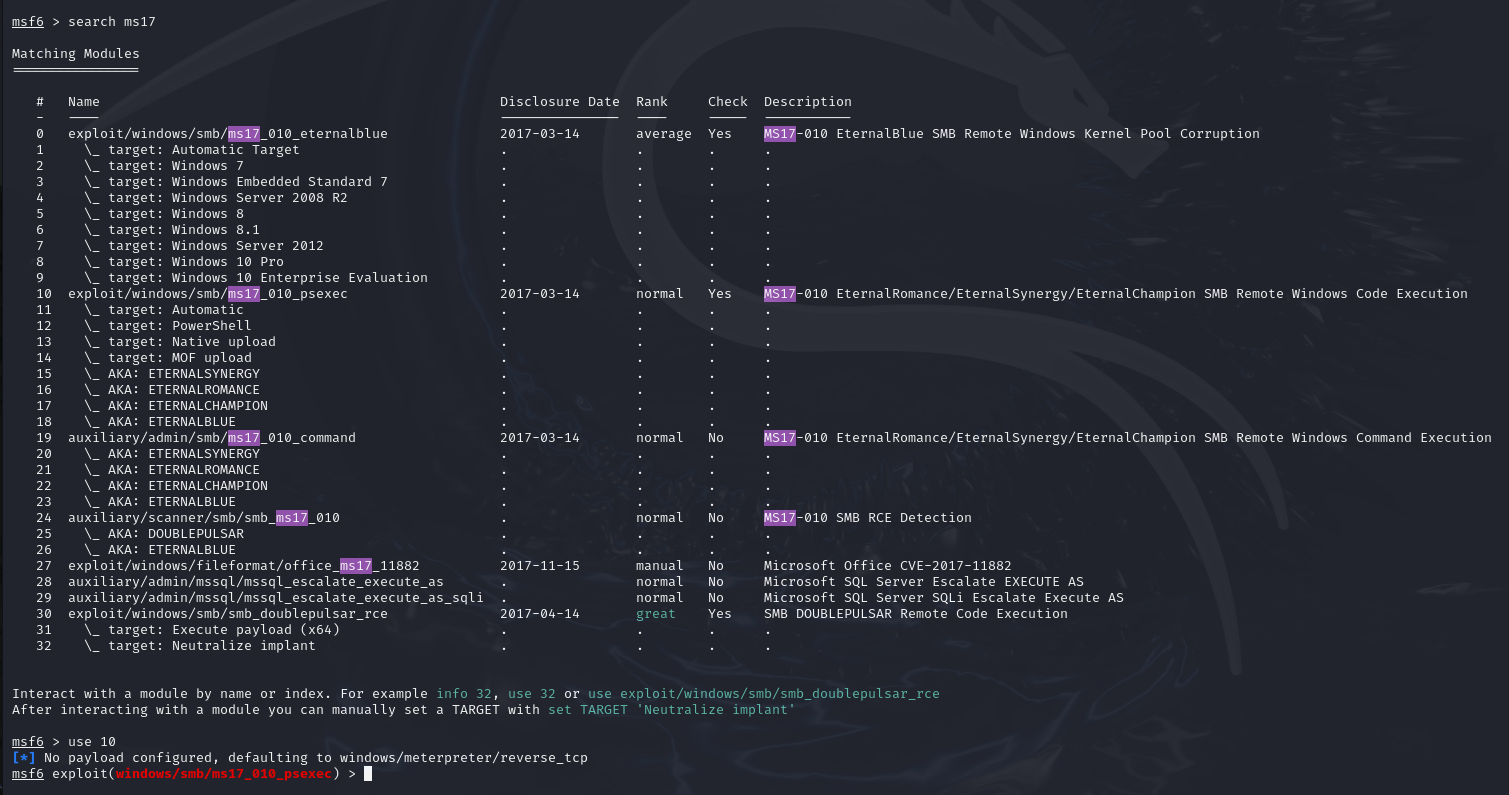 msf6 > search ms17
Matching Modules
================
#   Name   Disclosure Date   Rank   Check   Description
-   ----   ---------------   ----   -----   -----------
0   exploit/windows/smb/ms17_010_eternalblue   2017-03-14   average   Yes   MS17-010 EternalBlue SMB Remote Windows Kernel Pool Corruption
1   \_ target: Automatic Target   .   .   .   .
2   \_ target: Windows 7   .   .   .   .
3   \_ target: Windows Embedded Standard 7   .   .   .   .
4   \_ target: Windows Server 2008 R2   .   .   .   .
5   \_ target: Windows 8   .   .   .   .
6   \_ target: Windows 8.1   .   .   .   .
7   \_ target: Windows Server 2012   .   .   .   .
8   \_ target: Windows 10 Pro   .   .   .   .
9   \_ target: Windows 10 Enterprise Evaluation   .   .   .   .
10   exploit/windows/smb/ms17_010_psexec   2017-03-14   normal   Yes   MS17-010 EternalRomance/EternalSynergy/EternalChampion SMB Remote Windows Code Execution
11   \_ target: Automatic   .   .   .   .
12   \_ target: PowerShell   .   .   .   .
13   \_ target: Native upload   .   .   .   .
14   \_ target: MOF upload   .   .   .   .
15   \_ AKA: ETERNALSYNERGY   .   .   .   .
16   \_ AKA: ETERNALROMANCE   .   .   .   .
17   \_ AKA: ETERNALCHAMPION   .   .   .   .
18   \_ AKA: ETERNALBLUE   .   .   .   .
19   auxiliary/admin/smb/ms17_010_command   2017-03-14   normal   No   MS17-010 EternalRomance/EternalSynergy/EternalChampion SMB Remote Windows Command Execution
20   \_ AKA: ETERNALSYNERGY   .   .   .   .
21   \_ AKA: ETERNALROMANCE   .   .   .   .
22   \_ AKA: ETERNALCHAMPION   .   .   .   .
23   \_ AKA: ETERNALBLUE   .   .   .   .
24   auxiliary/scanner/smb/smb_ms17_010   .   normal   No   MS17-010 SMB RCE Detection
25   \_ AKA: DOUBLEPULSAR   .   .   .   .
26   \_ AKA: ETERNALBLUE   .   .   .   .
27   exploit/windows/fileformat/office_ms17_11882   2017-11-15   manual   No   Microsoft Office CVE-2017-11882
28   auxiliary/admin/mssql/mssql_escalate_execute_as   .   normal   No   Microsoft SQL Server Escalate EXECUTE AS
29   auxiliary/admin/mssql/mssql_escalate_execute_as_sqli   .   normal   No   Microsoft SQL Server SQLi Escalate Execute AS
30   exploit/windows/smb/smb_doublepulsar_rce   2017-04-14   great   Yes   SMB DOUBLEPULSAR Remote Code Execution
31   \_ target: Execute payload (x64)   .   .   .   .
32   \_ target: Neutralize implant   .   .   .   .
Interact with a module by name or index. For example info 32, use 32 or use exploit/windows/smb/smb_doublepulsar_rce
After interacting with a module you can manually set a TARGET with set TARGET 'Neutralize implant'
msf6 > use 10
[*] No payload configured, defaulting to windows/meterpreter/reverse_tcp
msf6 exploit(windows/smb/ms17_010_psexec) >